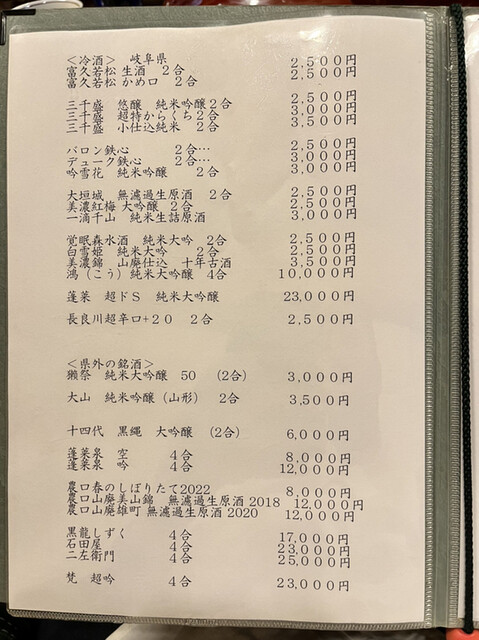 <冷酒> 岐阜県 2,500円
富久若松 生酒 2合 2,500円
富久若松 かめ口 2合
三千盛 悠醸 純米吟醸2合 2,500円
三千盛 超特からくち2合 3,000円
三千盛 小仕込純米 2合 3,500円
バロン鉄心 2合… 2,500円
デューク鉄心 2合… 3,000円
吟雪花 純米吟醸 2合 3,000円
大垣城 無濾過生原酒 2合 2,500円
美濃紅梅 大吟醸 2合 2,500円
一滴千山 純米生詰原酒 3,000円
覚眠森水酒 純米大吟 2合 2,500円
白雪姫 純米大吟 2合 2,500円
美濃錦 山廃仕込 十年古酒 3,500円
鴻(こう)純米大吟醸 4合 10,000円
蓬莱 超ドS 純米大吟醸 23,000円
長良川超辛口+20 2合 2,500円
<県外の銘酒>
獺祭 純米大吟醸 50 (2合) 3,000円
大山 純米吟醸(山形) 2合 3,500円
十四代 黒縄 大吟醸 (2合) 6,000円
蓬莱泉 空 4合 8,000円
蓬莱泉 吟 4合 12,000円
農口春のしぼりたて2022 8,000円
農口山廃美山錦 無濾過生原酒 2018 12,000円
農口山廃雄町 無濾過生原酒 2020 12,000円
黒龍しずく 4合 17,000円
石田屋 4合 23,000円
二左衛門 4合 25,000円
梵 超吟 4合 23,000円